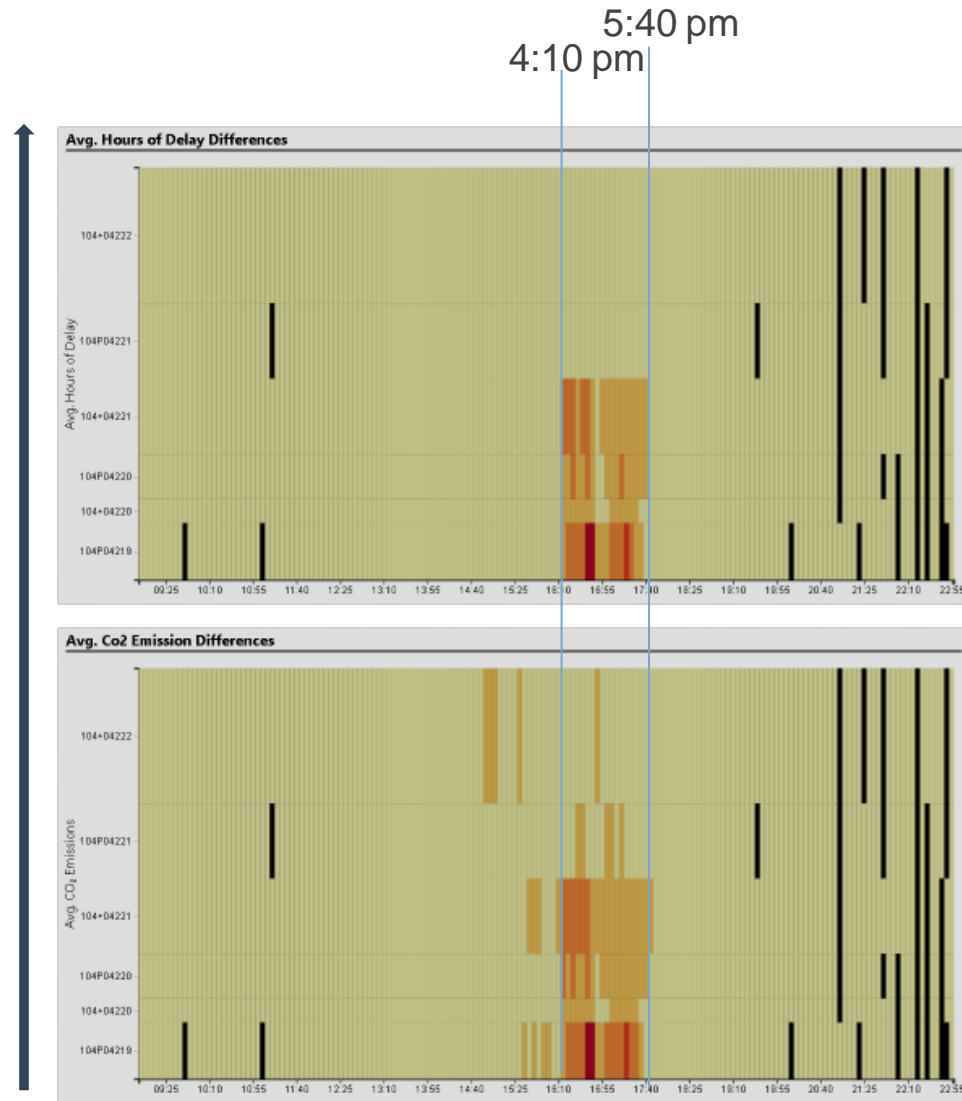 5:40 pm
4:10 pm
Avg. Hours of Delay Differences
Avg. Hours of Delay
104+04222
104P04221
104+04221
104P04220
104+04220
104P04219
09:25 10:10 10:55 11:40 12:25 13:10 13:55 14:40 15:25 16:10 16:55 17:40 18:25 19:10 19:55 20:40 21:25 22:10 22:55
Avg. Co2 Emission Differences
Avg. CO₂ Emissions
104+04222
104P04221
104+04221
104P04220
104+04220
104P04219
09:25 10:10 10:55 11:40 12:25 13:10 13:55 14:40 15:25 16:10 16:55 17:40 18:25 19:10 19:55 20:40 21:25 22:10 22:55